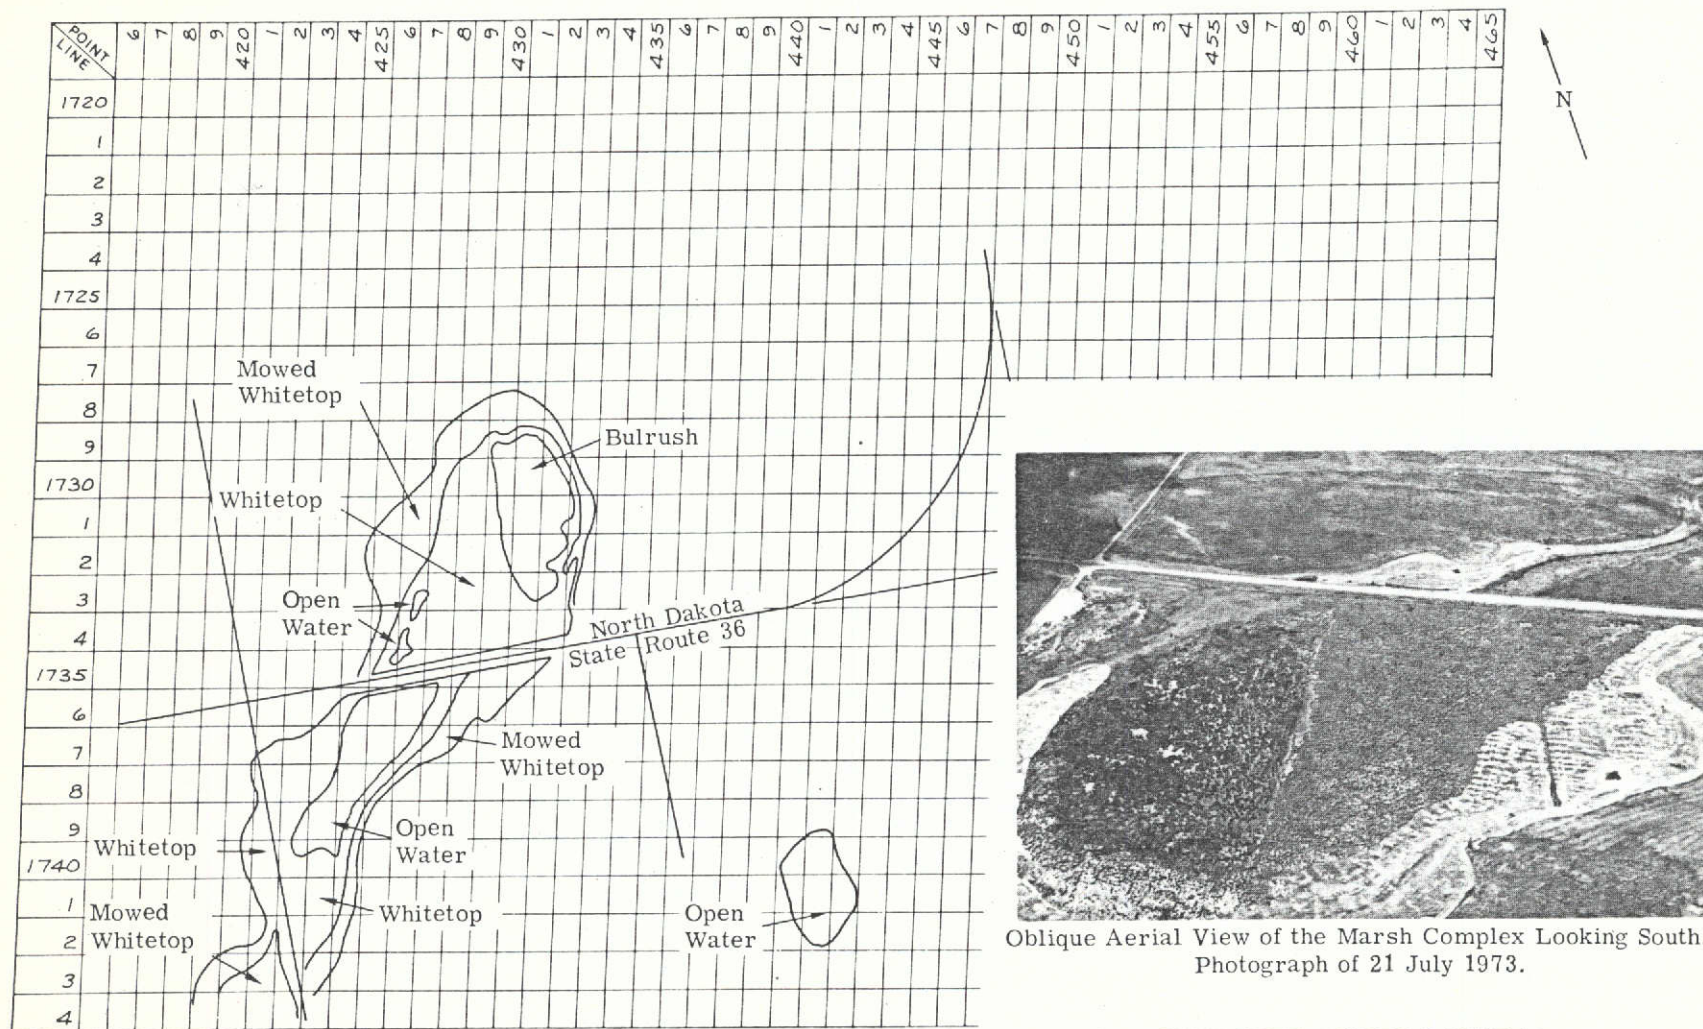 POINT
LINE
6 7 8 9 420 1 2 3 4 425 6 7 8 9 430 1 2 3 4 435 6 7 8 9 440 1 2 3 4 445 6 7 8 9 450 1 2 3 4 455 6 7 8 9 460 1 2 3 4 465
1720
1
2
3
4
1725
6
7
8
9
1730
1
2
3
4
1735
6
7
8
9
1740
1
2
3
4
N
Mowed
Whitetop
Bulrush
Whitetop
Open
Water
North Dakota
State Route 36
Mowed
Whitetop
Open
Water
Whitetop
Whitetop
Mowed
Whitetop
Open
Water
Oblique Aerial View of the Marsh Complex Looking South
Photograph of 21 July 1973.